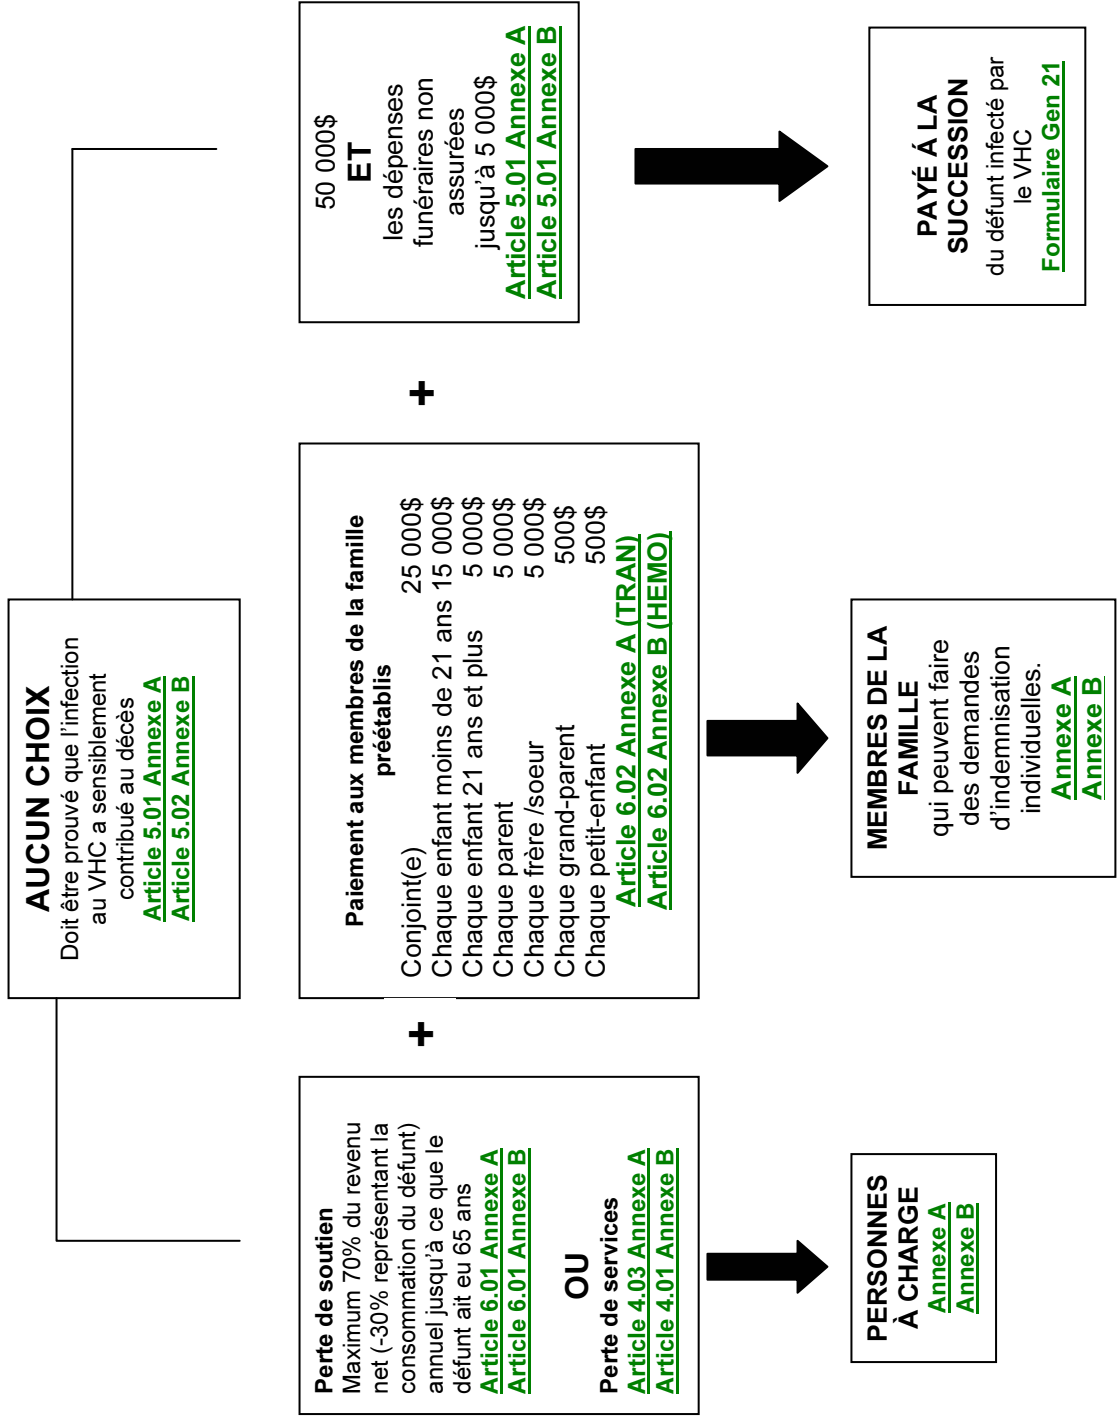 AUCUN CHOIX
Doit être prouvé que l'infection
au VHC a sensiblement
contribué au décès
Article 5.01 Annexe A
Article 5.02 Annexe B
Perte de soutien
Maximum 70% du revenu
net (-30% représentant la
consommation du défunt)
annuel jusqu'à ce que le
défunt ait eu 65 ans
Article 6.01 Annexe A
Article 6.01 Annexe B
OU
Perte de services
Article 4.03 Annexe A
Article 4.01 Annexe B
+
Paiement aux membres de la famille
préétablis
Conjoint(e) 25 000$
Chaque enfant moins de 21 ans 15 000$
Chaque enfant 21 ans et plus 5 000$
Chaque parent 5 000$
Chaque frère /soeur 5 000$
Chaque grand-parent 500$
Chaque petit-enfant 500$
Article 6.02 Annexe A (TRAN)
Article 6.02 Annexe B (HEMO)
+
50 000$
ET
les dépenses
funéraires non
assurées
jusqu'à 5 000$
Article 5.01 Annexe A
Article 5.01 Annexe B
PERSONNES
À CHARGE
Annexe A
Annexe B
MEMBRES DE LA
FAMILLE
qui peuvent faire
des demandes
d'indemnisation
individuelles.
Annexe A
Annexe B
PAYÉ Á LA
SUCCESSION
du défunt infecté par
le VHC
Formulaire Gen 21